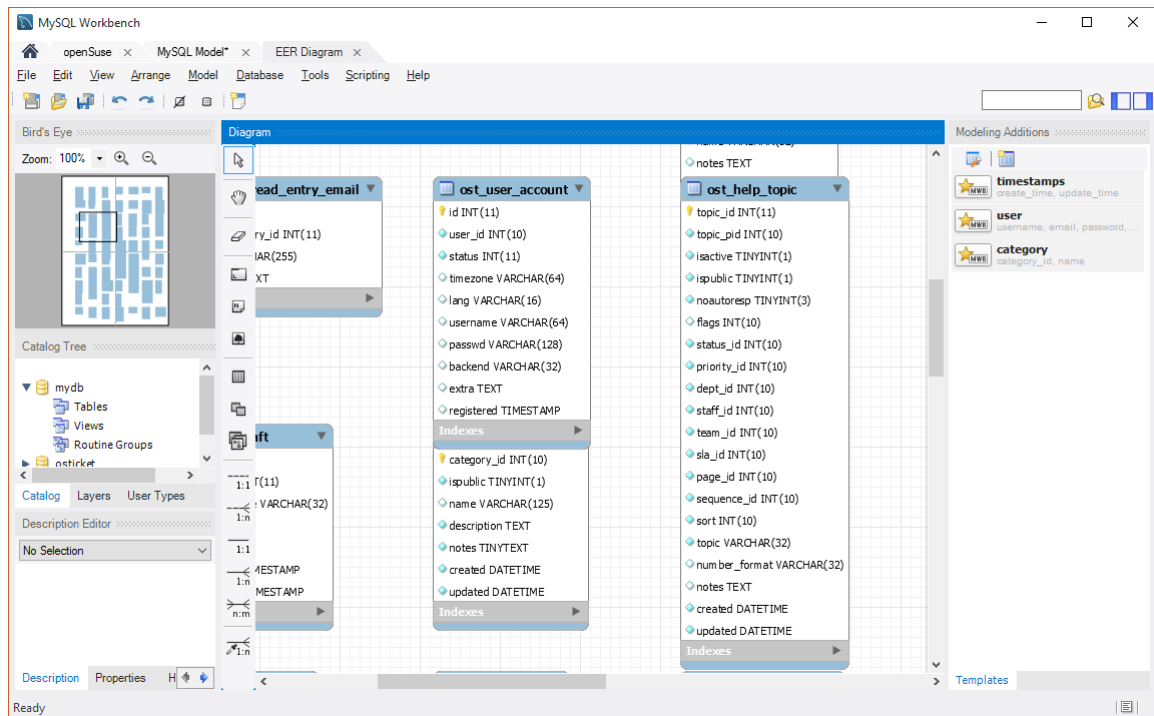 MySQL Workbench
openSuse
MySQL Model*
EER Diagram
File Edit View Arrange Model Database Tools Scripting Help
Bird's Eye
Zoom: 100%
Catalog Tree
mydb
Tables
Views
Routine Groups
osticket
Catalog Layers User Types
Description Editor
No Selection
Description Properties H
Ready
Diagram
1:1
1:n
1:1
1:n
n:m
1:n
ead_entry_email
ry_id INT(11)
AR(255)
XT
aft
(11)
VARCHAR(32)
MESTAMP
MESTAMP
ost_user_account
id INT(11)
user_id INT(10)
status INT(11)
timezone VARCHAR(64)
lang VARCHAR(16)
username VARCHAR(64)
passwd VARCHAR(128)
backend VARCHAR(32)
extra TEXT
registered TIMESTAMP
Indexes
category_id INT(10)
ispublic TINYINT(1)
name VARCHAR(125)
description TEXT
notes TINYTEXT
created DATETIME
updated DATETIME
Indexes
notes TEXT
ost_help_topic
topic_id INT(11)
topic_pid INT(10)
isactive TINYINT(1)
ispublic TINYINT(1)
noautoresp TINYINT(3)
flags INT(10)
status_id INT(10)
priority_id INT(10)
dept_id INT(10)
staff_id INT(10)
team_id INT(10)
sla_id INT(10)
page_id INT(10)
sequence_id INT(10)
sort INT(10)
topic VARCHAR(32)
number_format VARCHAR(32)
notes TEXT
created DATETIME
updated DATETIME
Indexes
Modeling Additions
MWB
timestamps
create_time, update_time
MWB
user
username, email, password, ...
MWB
category
category_id, name
Templates